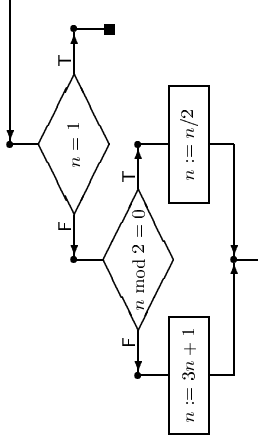 T
n = 1
F
T
n := n/2
n mod 2 = 0
F
n := 3n + 1